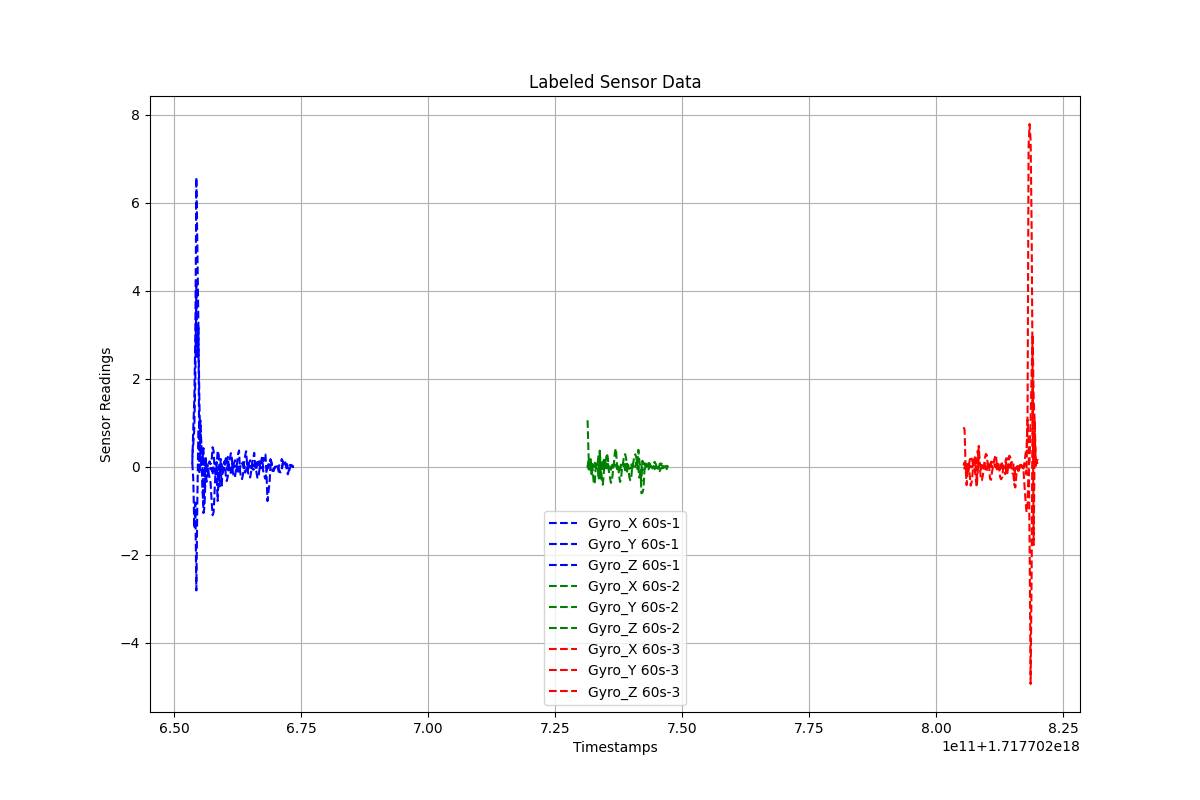 Labeled Sensor Data
8
6
4
2
0
−2
−4
Sensor Readings
Gyro_X 60s-1
Gyro_Y 60s-1
Gyro_Z 60s-1
Gyro_X 60s-2
Gyro_Y 60s-2
Gyro_Z 60s-2
Gyro_X 60s-3
Gyro_Y 60s-3
Gyro_Z 60s-3
6.50 6.75 7.00 7.25 7.50 7.75 8.00 8.25
Timestamps
1e11+1.717702e18